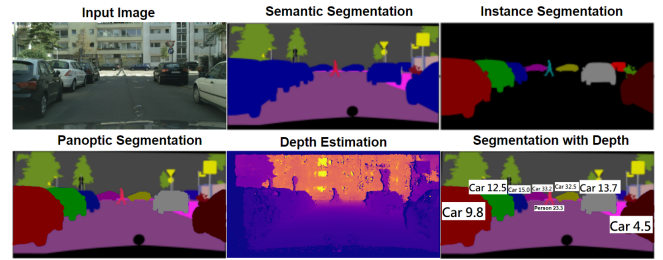 Input Image
Semantic Segmentation
Instance Segmentation
Panoptic Segmentation
Depth Estimation
Segmentation with Depth
Car 12.5
Car 15.0
Car 33.2
Car 32.5
Car 13.7
Person 23.3
Car 9.8
Car 4.5